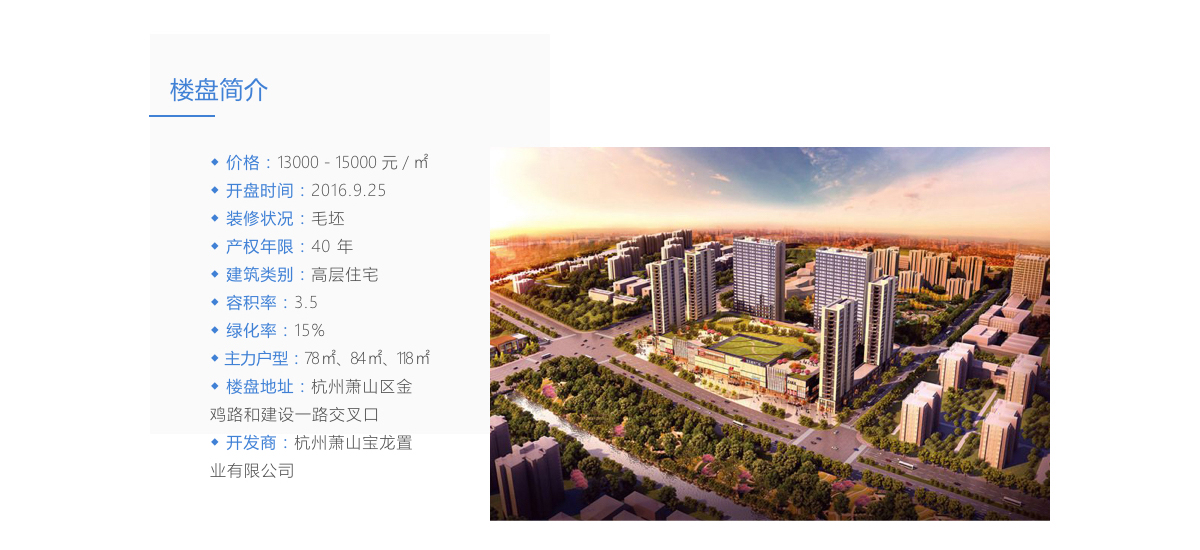 楼盘简介
价格：13000 - 15000 元 / ㎡
开盘时间：2016.9.25
装修状况：毛坯
产权年限：40 年
建筑类别：高层住宅
容积率：3.5
绿化率：15%
主力户型：78㎡、84㎡、118㎡
楼盘地址：杭州萧山区金
鸡路和建设一路交叉口
开发商：杭州萧山宝龙置
业有限公司